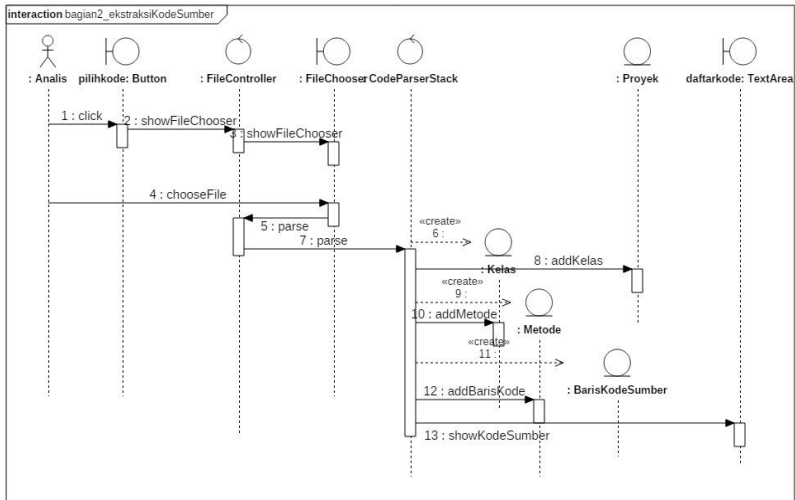 interaction bagian2_ekstraksiKodeSumber
: Analis
pilihkode: Button
: FileController
: FileChooser
: CodeParserStack
: Proyek
daftarkode: TextArea
1 : click
2 : showFileChooser
3 : showFileChooser
4 : chooseFile
5 : parse
«create»
6 :
7 : parse
: Kelas
8 : addKelas
«create»
9 :
10 : addMetode
: Metode
«create»
11 :
12 : addBarisKode
: BarisKodeSumber
13 : showKodeSumber